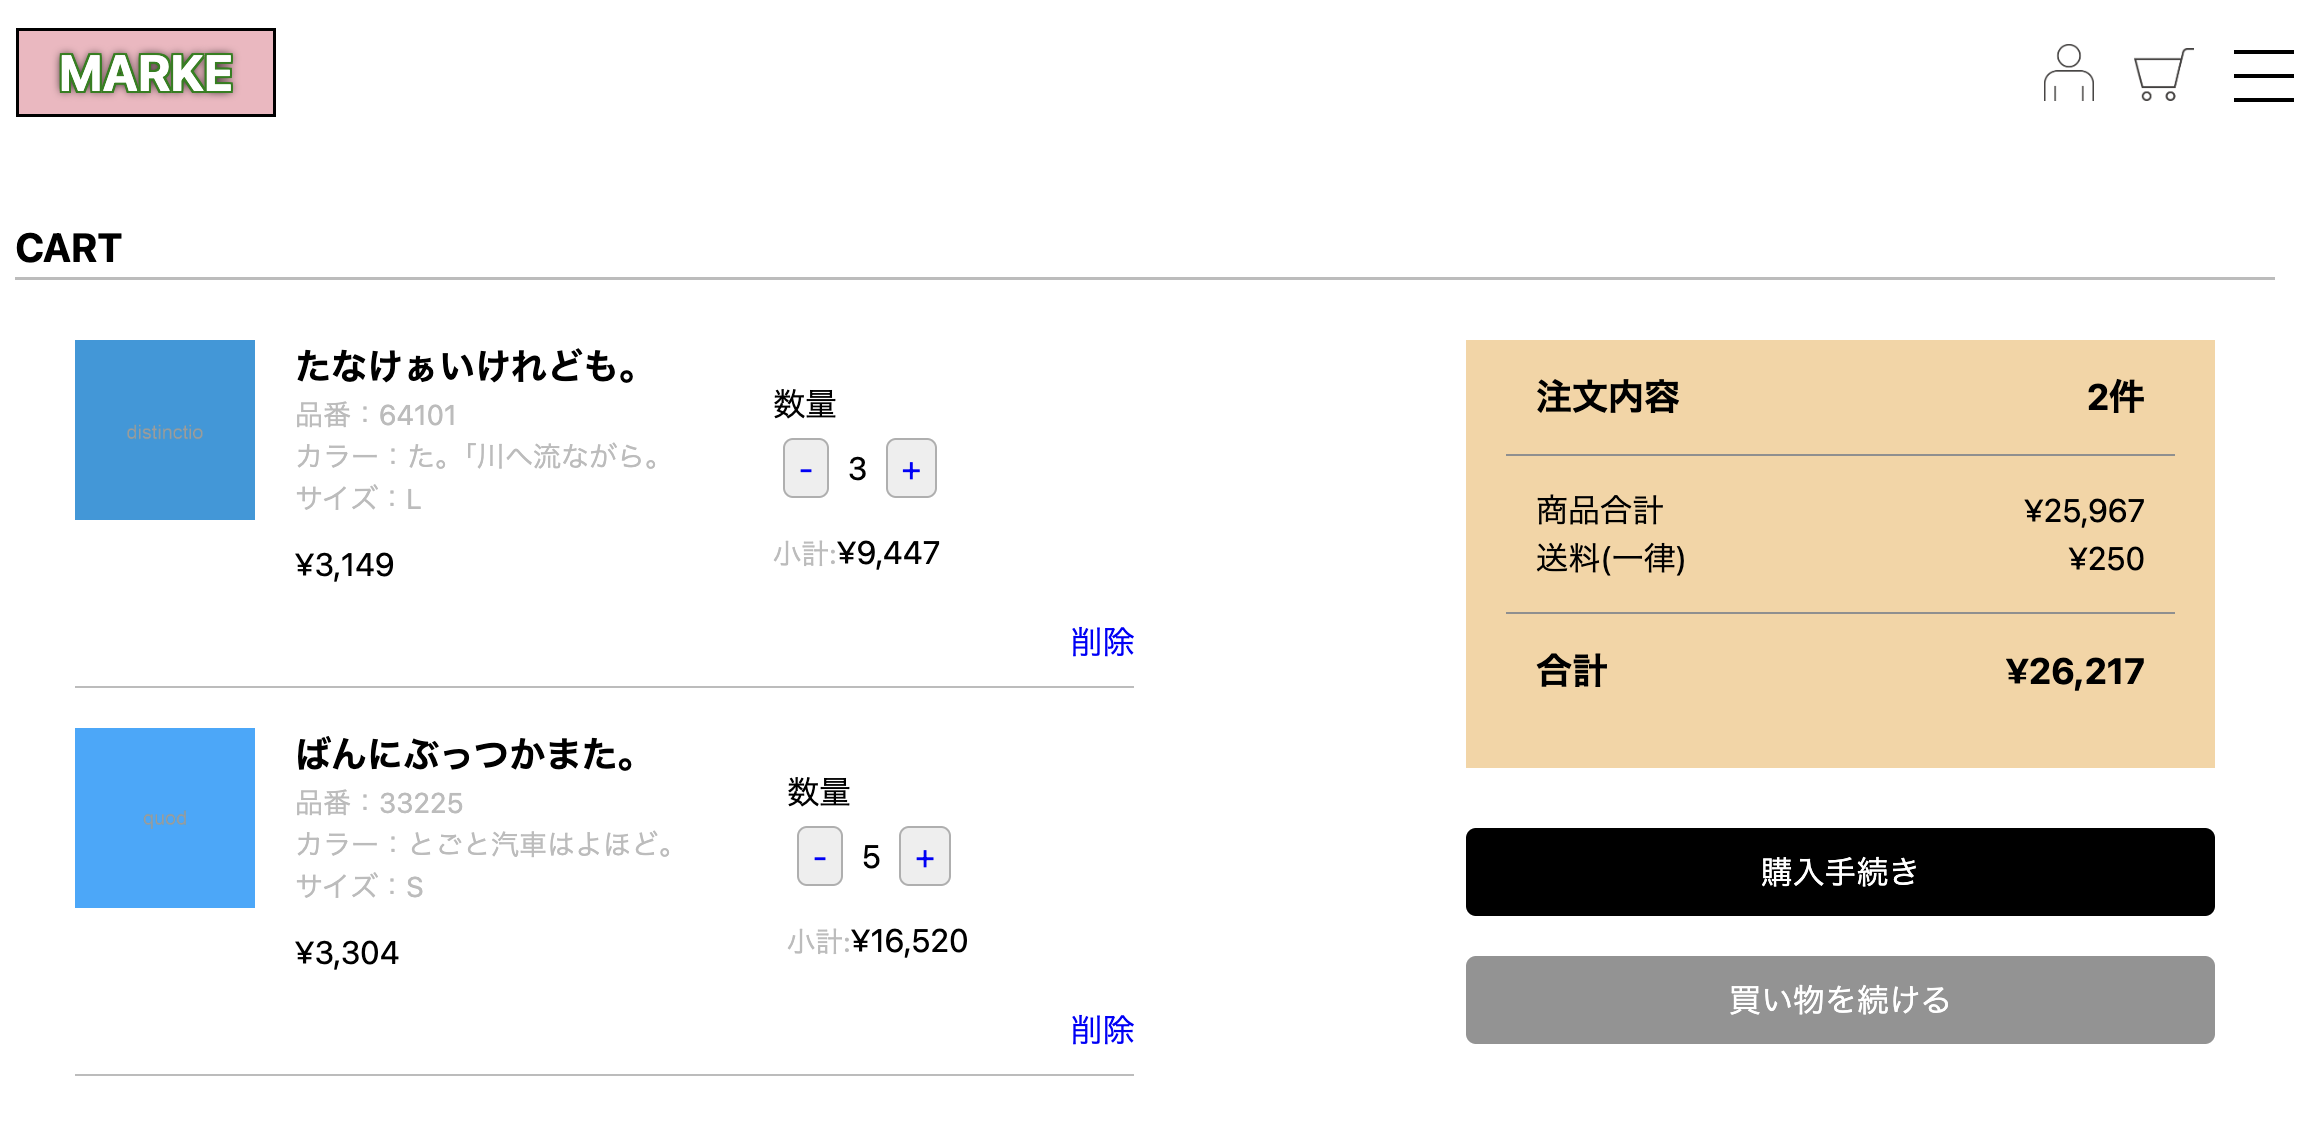 MARKE
CART
distinctio
たなけぁいけれども。
品番：64101
カラー：た。「川へ流ながら。
サイズ：L
¥3,149
数量
- 3 +
小計:¥9,447
削除
quod
ばんにぶっつかまた。
品番：33225
カラー：とごと汽車はよほど。
サイズ：S
¥3,304
数量
- 5 +
小計:¥16,520
削除
注文内容 2件
商品合計 ¥25,967
送料(一律) ¥250
合計 ¥26,217
購入手続き
買い物を続ける